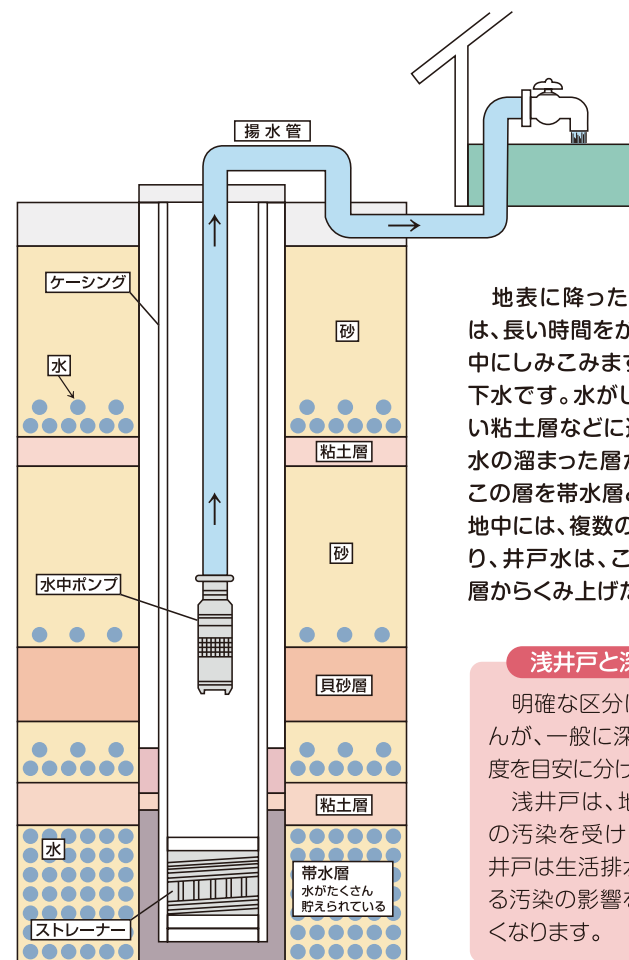 揚水管
ケーシング
砂
水
粘土層
砂
水中ポンプ
貝砂層
粘土層
水
帯水層
水がたくさん
貯えられている
ストレーナー
地表に降った
は、長い時間をか
中にしみこみます
下水です。水がし
い粘土層などに
水の溜まった層が
この層を帯水層
地中には、複数の
り、井戸水は、こ
層からくみ上げた
浅井戸と深
明確な区分
んが、一般に深
度を目安に分け
浅井戸は、地
の汚染を受け
井戸は生活排水
る汚染の影響を
くなります。